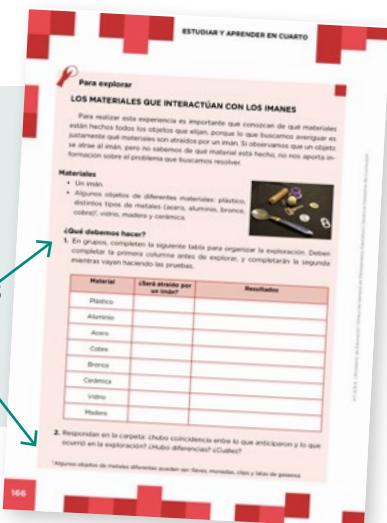 ESTUDIAR Y APRENDER EN CUARTO
Para explorar
LOS MATERIALES QUE INTERACTÚAN CON LOS IMANES
Para realizar esta experiencia es importante que conozcan de qué materiales
están hechos todos los objetos que elijan, porque lo que buscamos averiguar es
justamente qué materiales son atraídos por un imán. Si observamos que un objeto
se atrae al imán, pero no sabemos de qué material está hecho, no nos aporta in-
formación sobre el problema que buscamos resolver.
Materiales
• Un imán.
• Algunos objetos de diferentes materiales: plástico,
distintos tipos de metales (acero, aluminio, bronce,
cobre)¹, vidrio, madera y cerámica.
¿Qué debemos hacer?
1. En grupos, completen la siguiente tabla para organizar la exploración. Deben
completar la primera columna antes de explorar, y completarán la segunda
mientras vayan haciendo las pruebas.
Material ¿Será atraído por un imán? Resultados
Plástico
Aluminio
Acero
Cobre
Bronce
Cerámica
Vidrio
Madera
2. Respondan en la carpeta: ¿hubo coincidencia entre lo que anticiparon y lo que
ocurrió en la exploración? ¿Hubo diferencias? ¿Cuáles?
¹ Algunos objetos de metales diferentes pueden ser: llaves, monedas, clips y latas de gaseosa
166
s